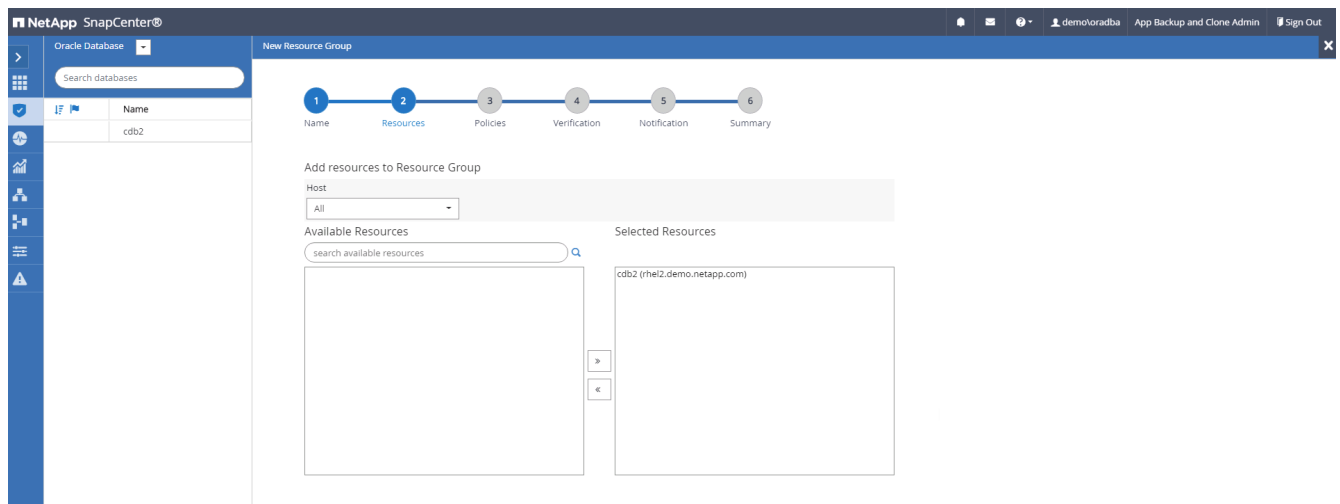 NetApp SnapCenter®
demo\oradba App Backup and Clone Admin Sign Out
Oracle Database
Search databases
Name
cdb2
New Resource Group
1 2 3 4 5 6
Name Resources Policies Verification Notification Summary
Add resources to Resource Group
Host
All
Available Resources
search available resources
Selected Resources
cdb2 (rhel2.demo.netapp.com)